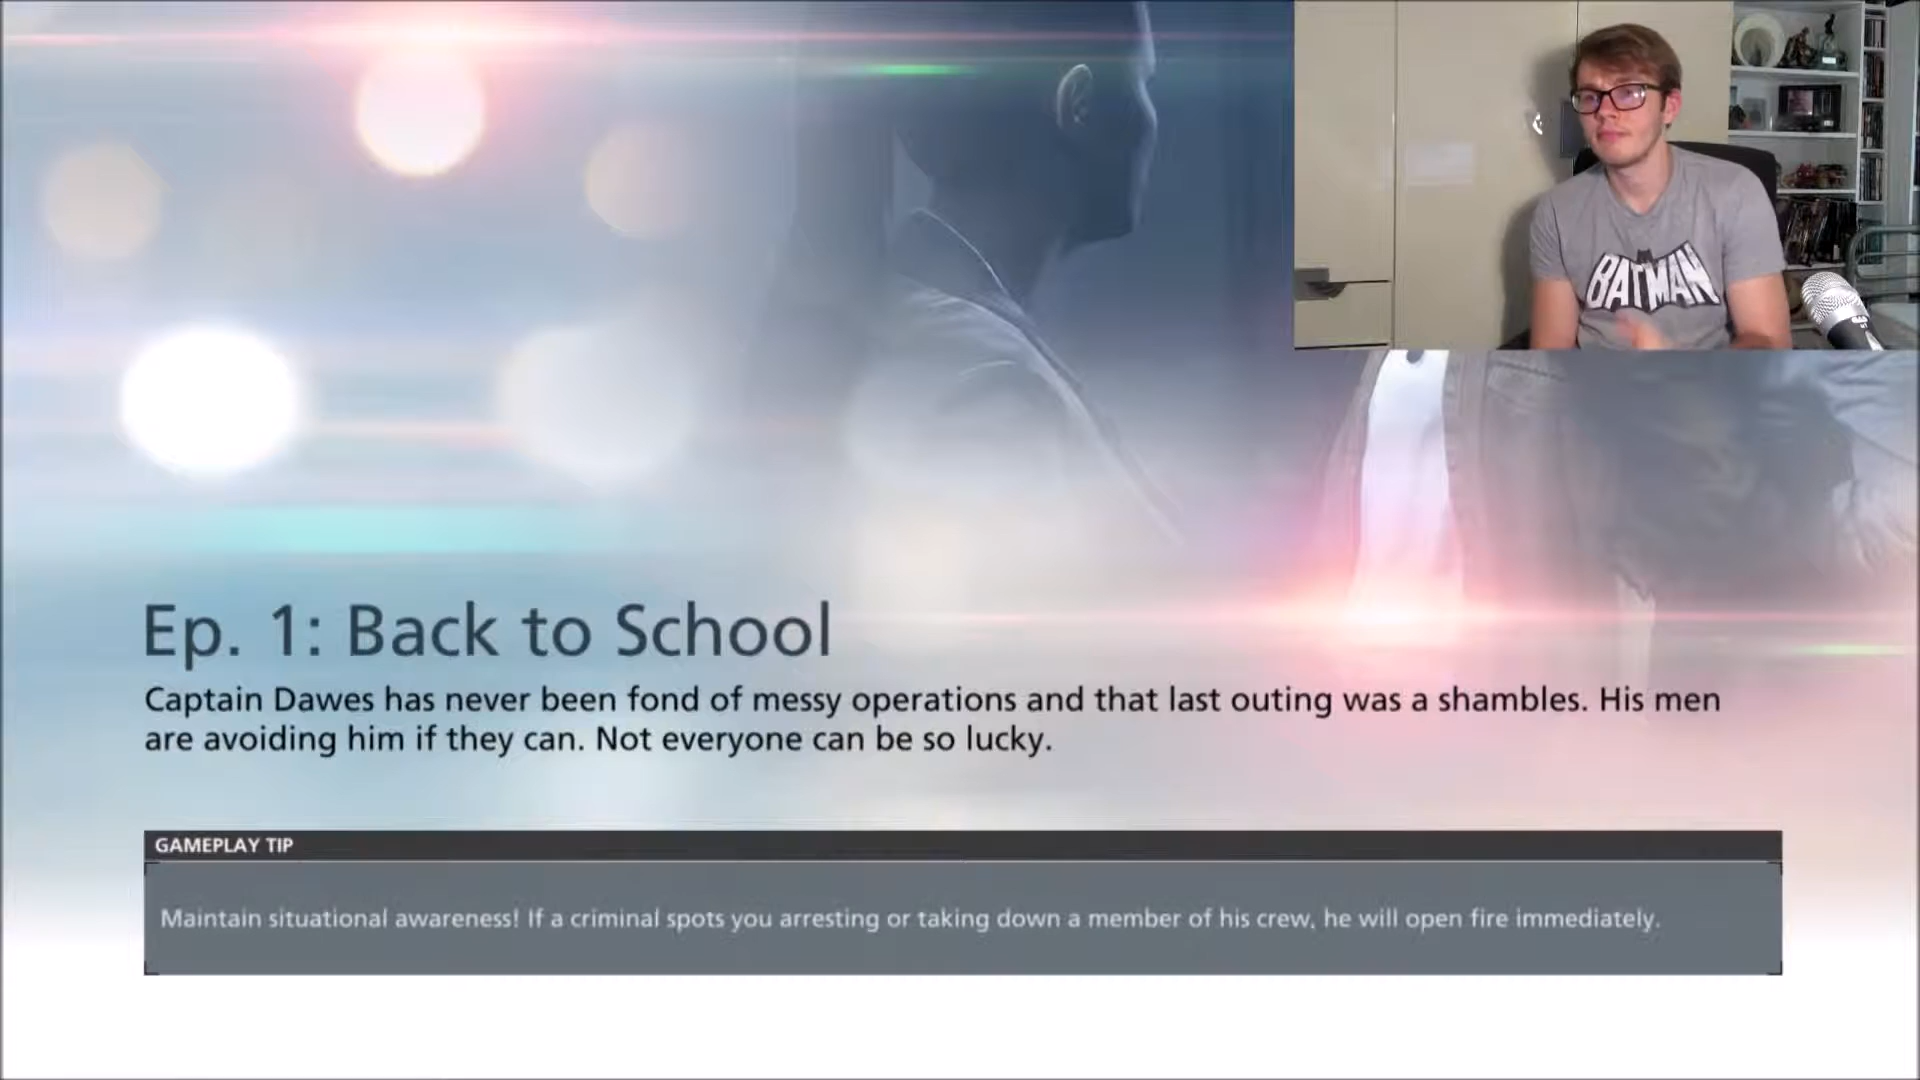 BATMAN
Ep. 1: Back to School
Captain Dawes has never been fond of messy operations and that last outing was a shambles. His men
are avoiding him if they can. Not everyone can be so lucky.
GAMEPLAY TIP
Maintain situational awareness! If a criminal spots you arresting or taking down a member of his crew, he will open fire immediately.